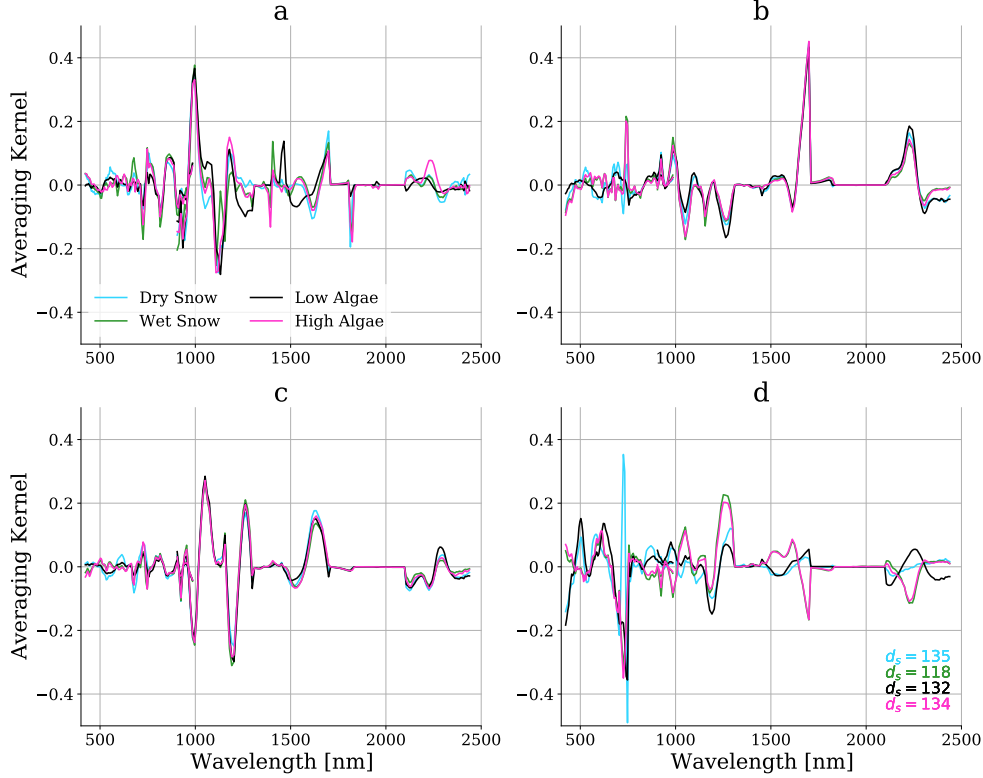 a
b
Averaging Kernel
0.4
0.2
0.0
−0.2
−0.4
Dry Snow
Wet Snow
Low Algae
High Algae
500
1000
1500
2000
2500
0.4
0.2
0.0
−0.2
−0.4
500
1000
1500
2000
2500
c
d
Averaging Kernel
0.4
0.2
0.0
−0.2
−0.4
500
1000
1500
2000
2500
Wavelength [nm]
0.4
0.2
0.0
−0.2
−0.4
d_s = 135
d_s = 118
d_s = 132
d_s = 134
500
1000
1500
2000
2500
Wavelength [nm]